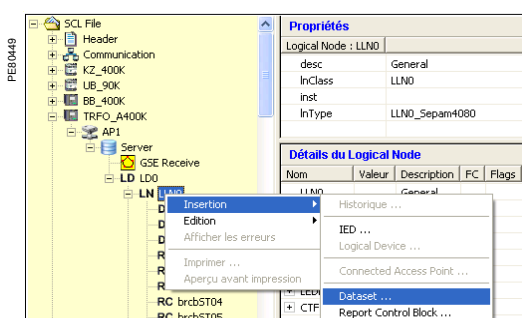 PE80449
SCL File
Header
Communication
KZ_400K
UB_90K
BB_400K
TRFO_A400K
AP1
Server
GSE Receive
LD LD0
LN LLN0
D
D
D
R
R
R
RC brcbST04
RC brcbST05
Insertion
Edition
Afficher les erreurs
Imprimer ...
Aperçu avant impression
Historique ...
IED ...
Logical Device ...
Connected Access Point ...
Dataset ...
Report Control Block ...
Propriétés
Logical Node : LLN0
desc General
lnClass LLN0
inst
lnType LLN0_Sepam4080
Détails du Logical Node
Nom Valeur Description FC Flags
LLN0 General
LEDI
CTF